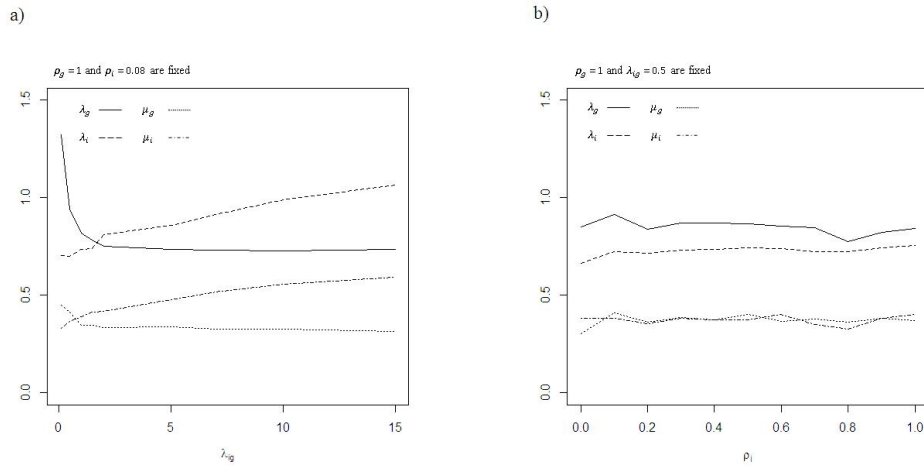 a)
ρg = 1 and ρi = 0.08 are fixed
λg μg
λi μi
1.5
1.0
0.5
0.0
0 5 10 15
λig
b)
ρg = 1 and λig = 0.5 are fixed
λg μg
λi μi
1.5
1.0
0.5
0.0
0.0 0.2 0.4 0.6 0.8 1.0
ρi